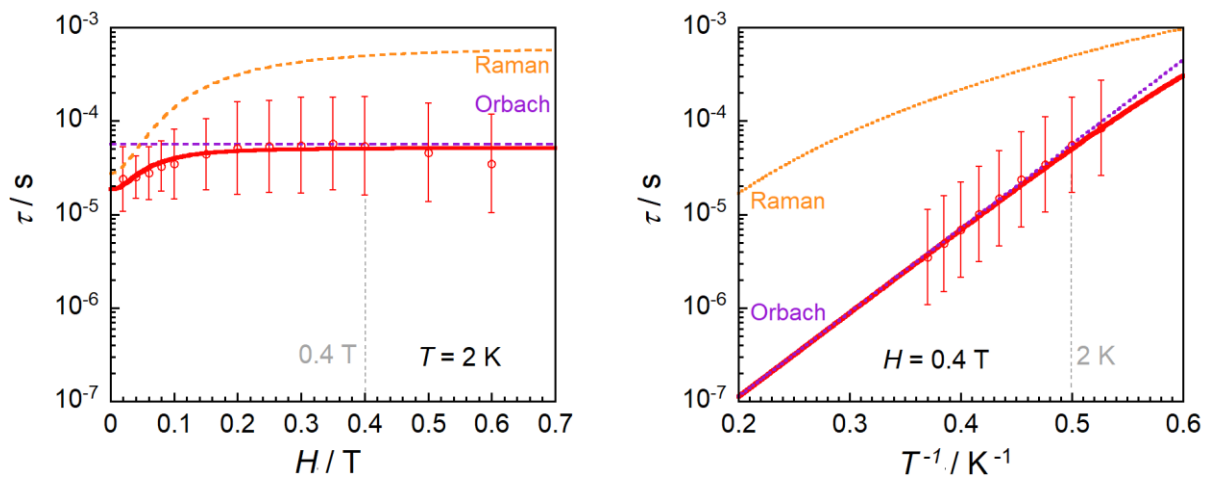 10⁻³
10⁻⁴
10⁻⁵
10⁻⁶
10⁻⁷
τ / s
Raman
Orbach
0.4 T
T = 2 K
0 0.1 0.2 0.3 0.4 0.5 0.6 0.7
H / T
10⁻³
10⁻⁴
10⁻⁵
10⁻⁶
10⁻⁷
τ / s
Raman
Orbach
H = 0.4 T
2 K
0.2 0.3 0.4 0.5 0.6
T⁻¹ / K⁻¹